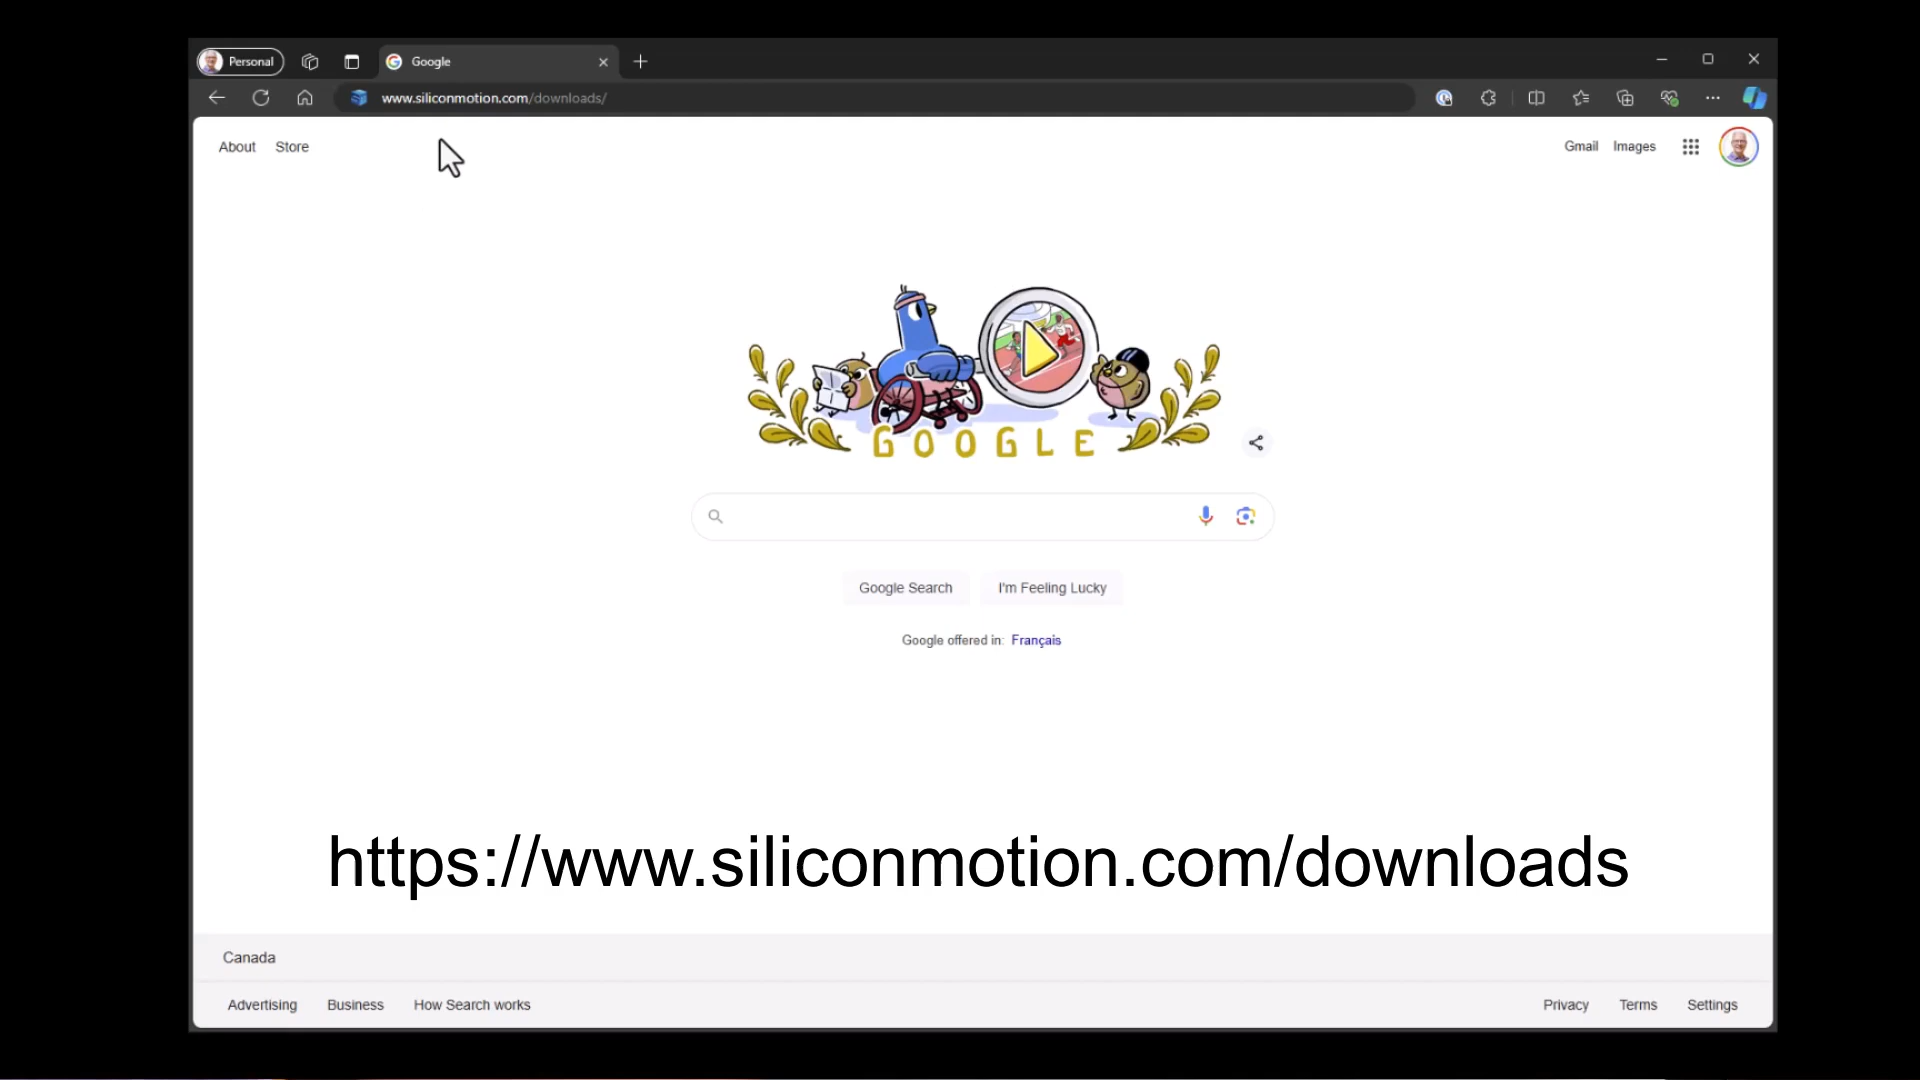 Personal
Google
www.siliconmotion.com/downloads/
About Store
Gmail Images
GOOGLE
Google Search I'm Feeling Lucky
Google offered in: Français
https://www.siliconmotion.com/downloads
Canada
Advertising Business How Search works
Privacy Terms Settings